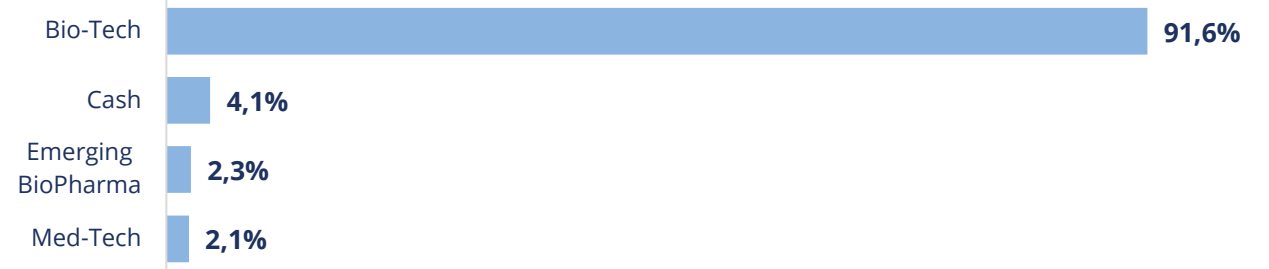 Bio-Tech 91,6%
Cash 4,1%
Emerging
BioPharma 2,3%
Med-Tech 2,1%